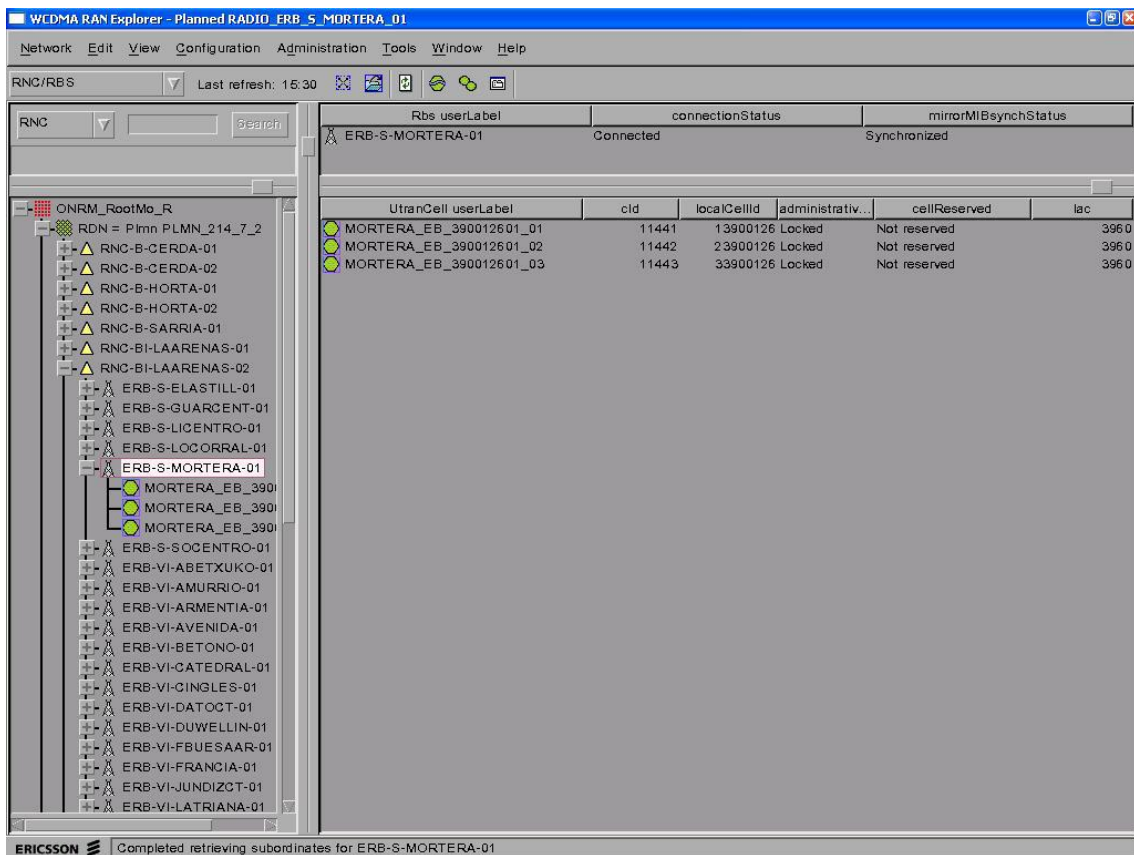 WCDMA RAN Explorer - Planned RADIO_ERB_S_MORTERA_01
Network Edit View Configuration Administration Tools Window Help
RNC/RBS Last refresh: 15:30
RNC Search
Rbs userLabel connectionStatus mirrorMIBsynchStatus
ERB-S-MORTERA-01 Connected Synchronized
UtranCell userLabel cId localCellId administrativ... cellReserved lac
MORTERA_EB_390012601_01 11441 13900126 Locked Not reserved 3960
MORTERA_EB_390012601_02 11442 23900126 Locked Not reserved 3960
MORTERA_EB_390012601_03 11443 33900126 Locked Not reserved 3960
ONRM_RootMo_R
RDN = Plmn PLMN_214_7_2
RNC-B-CERDA-01
RNC-B-CERDA-02
RNC-B-HORTA-01
RNC-B-HORTA-02
RNC-B-SARRIA-01
RNC-BI-LAARENAS-01
RNC-BI-LAARENAS-02
ERB-S-ELASTILL-01
ERB-S-GUARCENT-01
ERB-S-LICENTRO-01
ERB-S-LOCORRAL-01
ERB-S-MORTERA-01
MORTERA_EB_390
MORTERA_EB_390
MORTERA_EB_390
ERB-S-SOCENTRO-01
ERB-VI-ABETXUKO-01
ERB-VI-AMURRIO-01
ERB-VI-ARMENTIA-01
ERB-VI-AVENIDA-01
ERB-VI-BETONO-01
ERB-VI-CATEDRAL-01
ERB-VI-CINGLES-01
ERB-VI-DATOCT-01
ERB-VI-DUWELLIN-01
ERB-VI-FBUESAAR-01
ERB-VI-FRANCIA-01
ERB-VI-JUNDIZCT-01
ERB-VI-LATRIANA-01
ERICSSON Completed retrieving subordinates for ERB-S-MORTERA-01